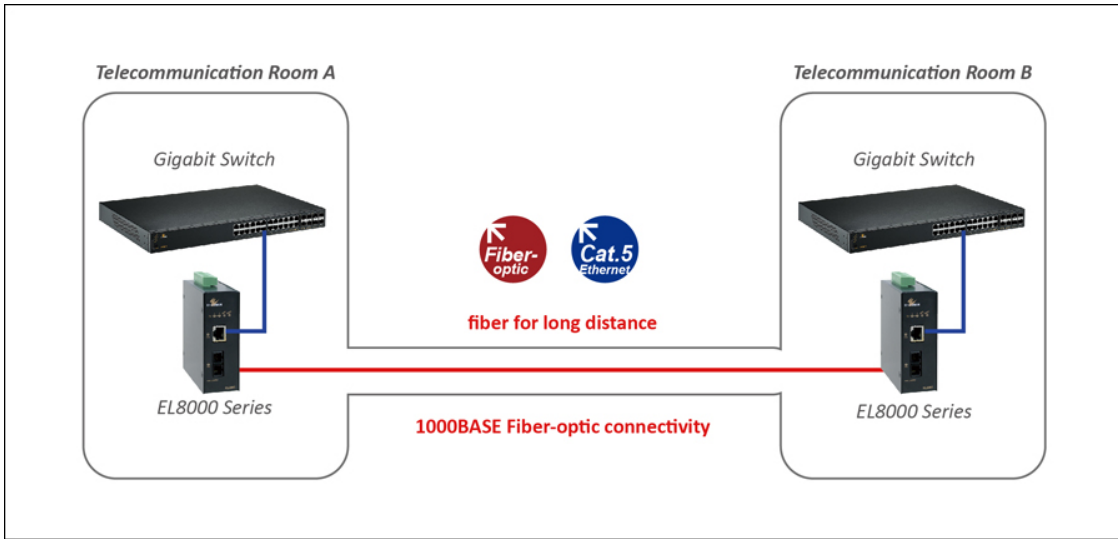 Telecommunication Room A
Telecommunication Room B
Gigabit Switch
Gigabit Switch
Fiber-
optic
Cat.5
Ethernet
fiber for long distance
EL8000 Series
EL8000 Series
1000BASE Fiber-optic connectivity